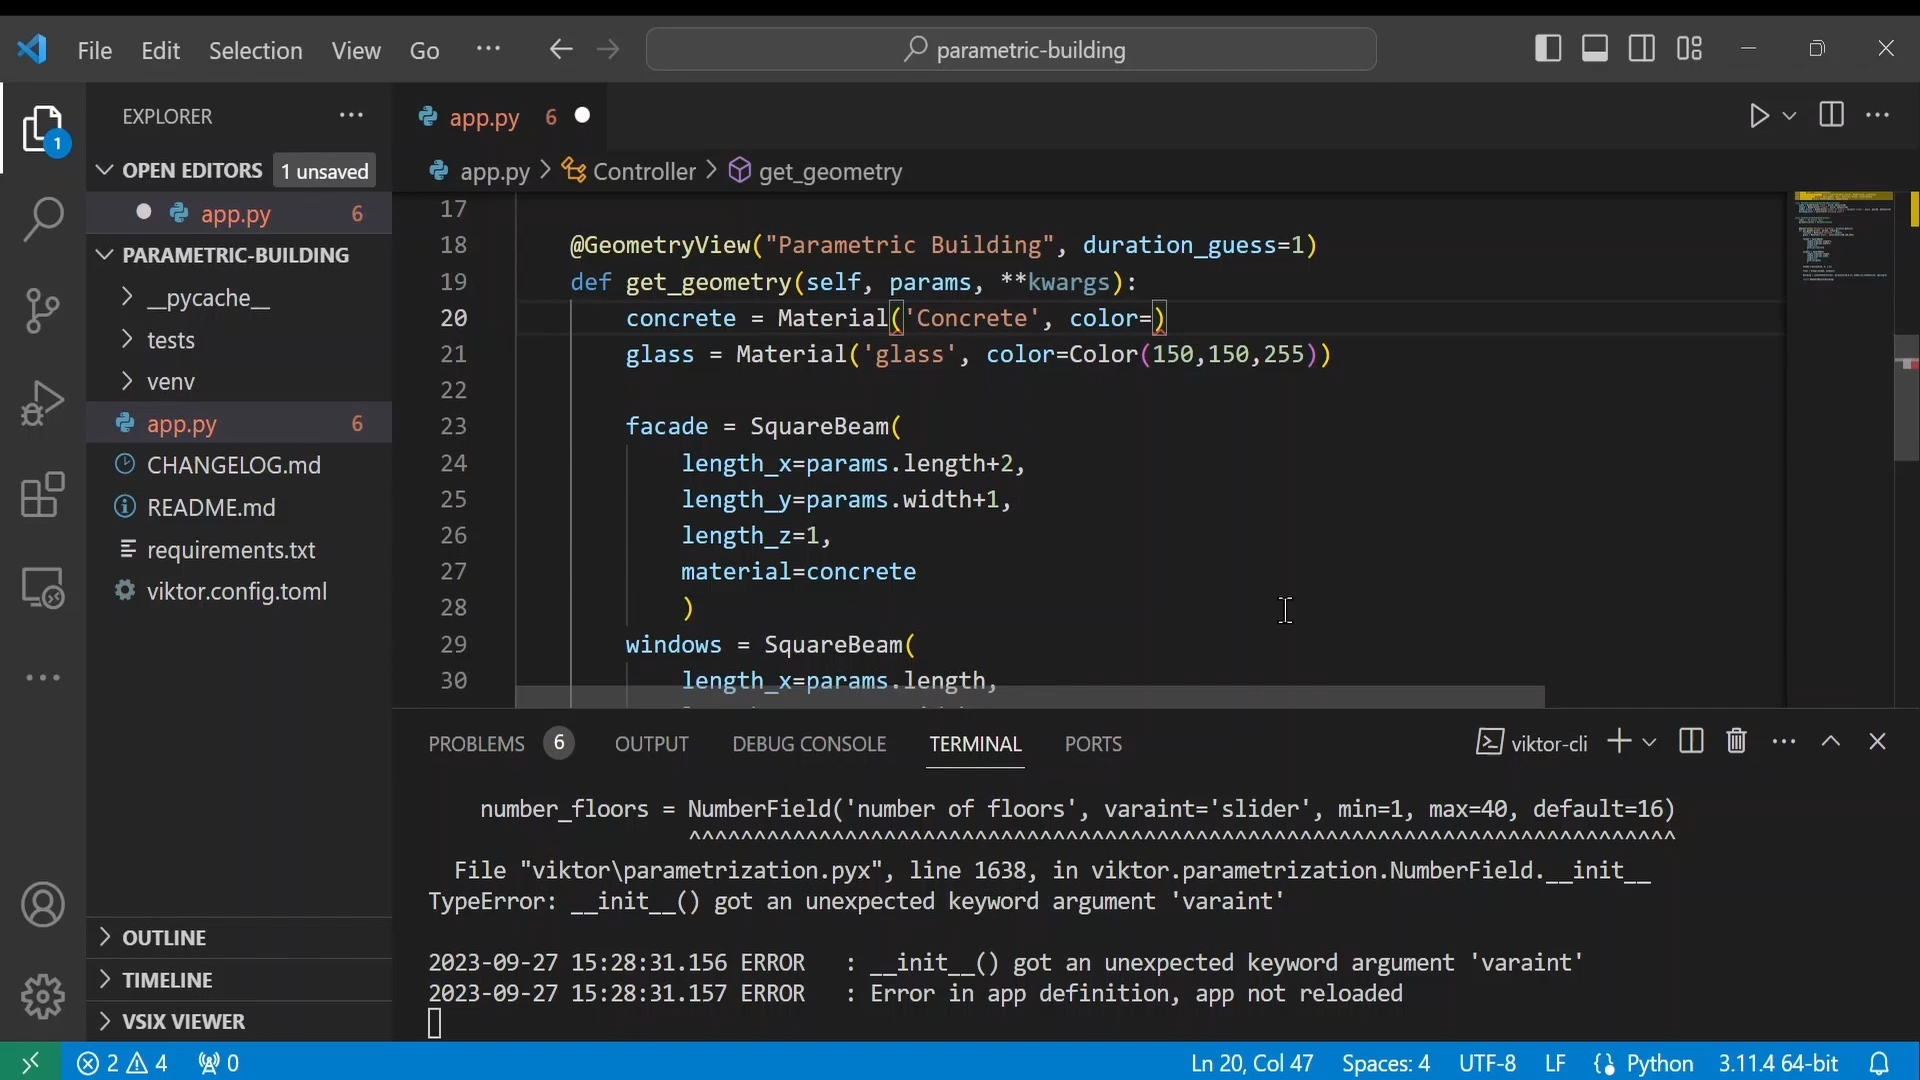 File Edit Selection View Go ··· parametric-building
EXPLORER
1
OPEN EDITORS 1 unsaved
app.py 6
PARAMETRIC-BUILDING
__pycache__
tests
venv
app.py 6
CHANGELOG.md
README.md
requirements.txt
viktor.config.toml
OUTLINE
TIMELINE
VSIX VIEWER
app.py 6
app.py > Controller > get_geometry
17
18 @GeometryView("Parametric Building", duration_guess=1)
19 def get_geometry(self, params, **kwargs):
20 concrete = Material('Concrete', color=)
21 glass = Material('glass', color=Color(150,150,255))
22
23 facade = SquareBeam(
24 length_x=params.length+2,
25 length_y=params.width+1,
26 length_z=1,
27 material=concrete
28 )
29 windows = SquareBeam(
30 length_x=params.length,
PROBLEMS 6 OUTPUT DEBUG CONSOLE TERMINAL PORTS viktor-cli
number_floors = NumberField('number of floors', varaint='slider', min=1, max=40, default=16)
^^^^^^^^^^^^^^^^^^^^^^^^^^^^^^^^^^^^^^^^^^^^^^^^^^^^^^^^^^^^^^^^^^^^^^^^^^^^
File "viktor\parametrization.pyx", line 1638, in viktor.parametrization.NumberField.__init__
TypeError: __init__() got an unexpected keyword argument 'varaint'
2023-09-27 15:28:31.156 ERROR : __init__() got an unexpected keyword argument 'varaint'
2023-09-27 15:28:31.157 ERROR : Error in app definition, app not reloaded
2 4 0 Ln 20, Col 47 Spaces: 4 UTF-8 LF Python 3.11.4 64-bit